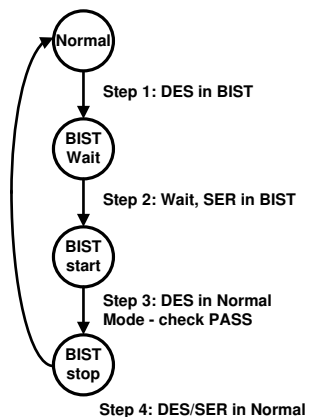 Normal
Step 1: DES in BIST
BIST
Wait
Step 2: Wait, SER in BIST
BIST
start
Step 3: DES in Normal
Mode - check PASS
BIST
stop
Step 4: DES/SER in Normal